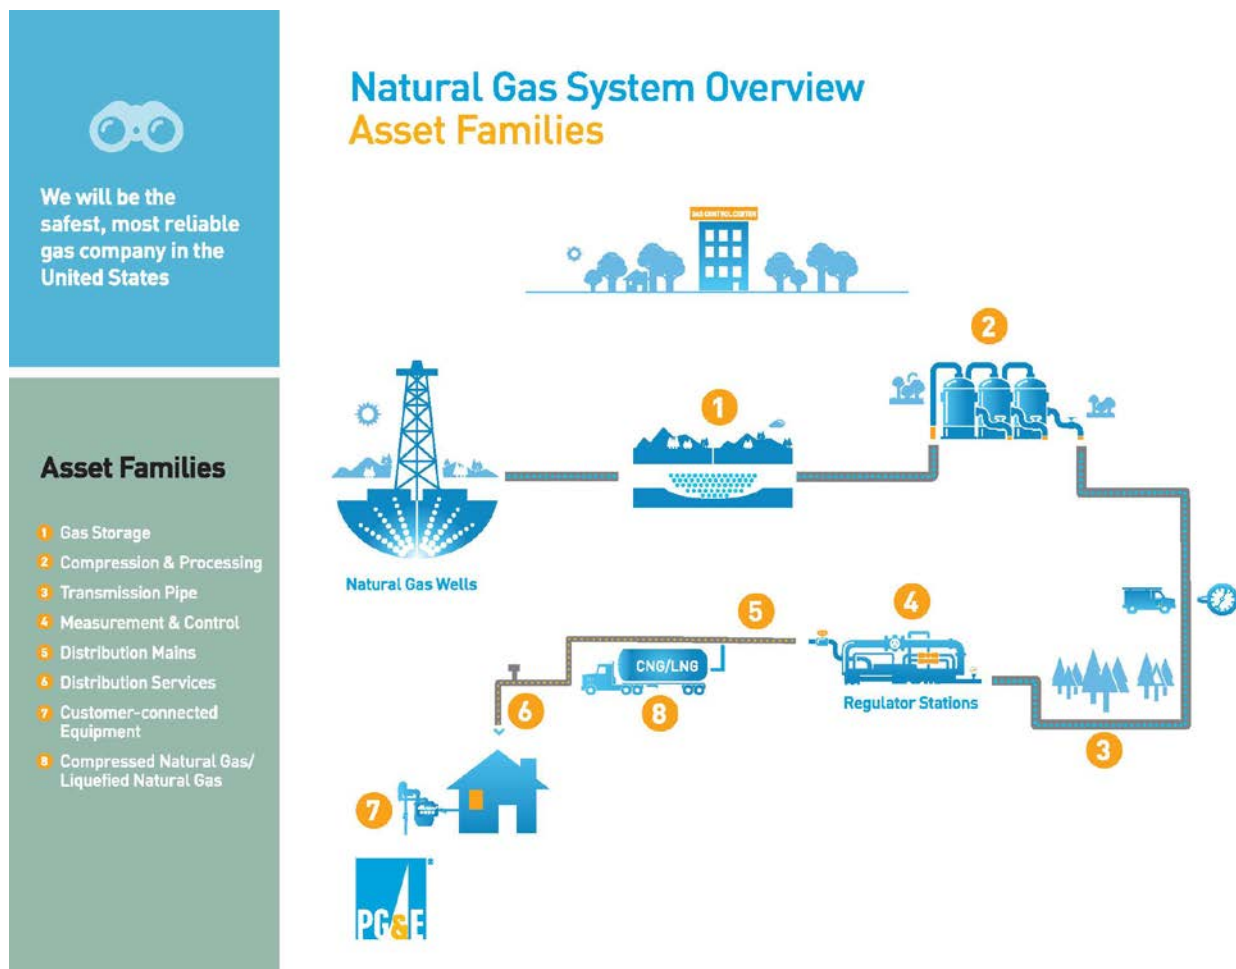 We will be the
safest, most reliable
gas company in the
United States
Asset Families
1 Gas Storage
2 Compression & Processing
3 Transmission Pipe
4 Measurement & Control
5 Distribution Mains
6 Distribution Services
7 Customer-connected
Equipment
8 Compressed Natural Gas/
Liquefied Natural Gas
Natural Gas System Overview
Asset Families
GAS CONTROL CENTER
2
1
Natural Gas Wells
5
4
CNG/LNG
Regulator Stations
6
8
3
7
PG&E